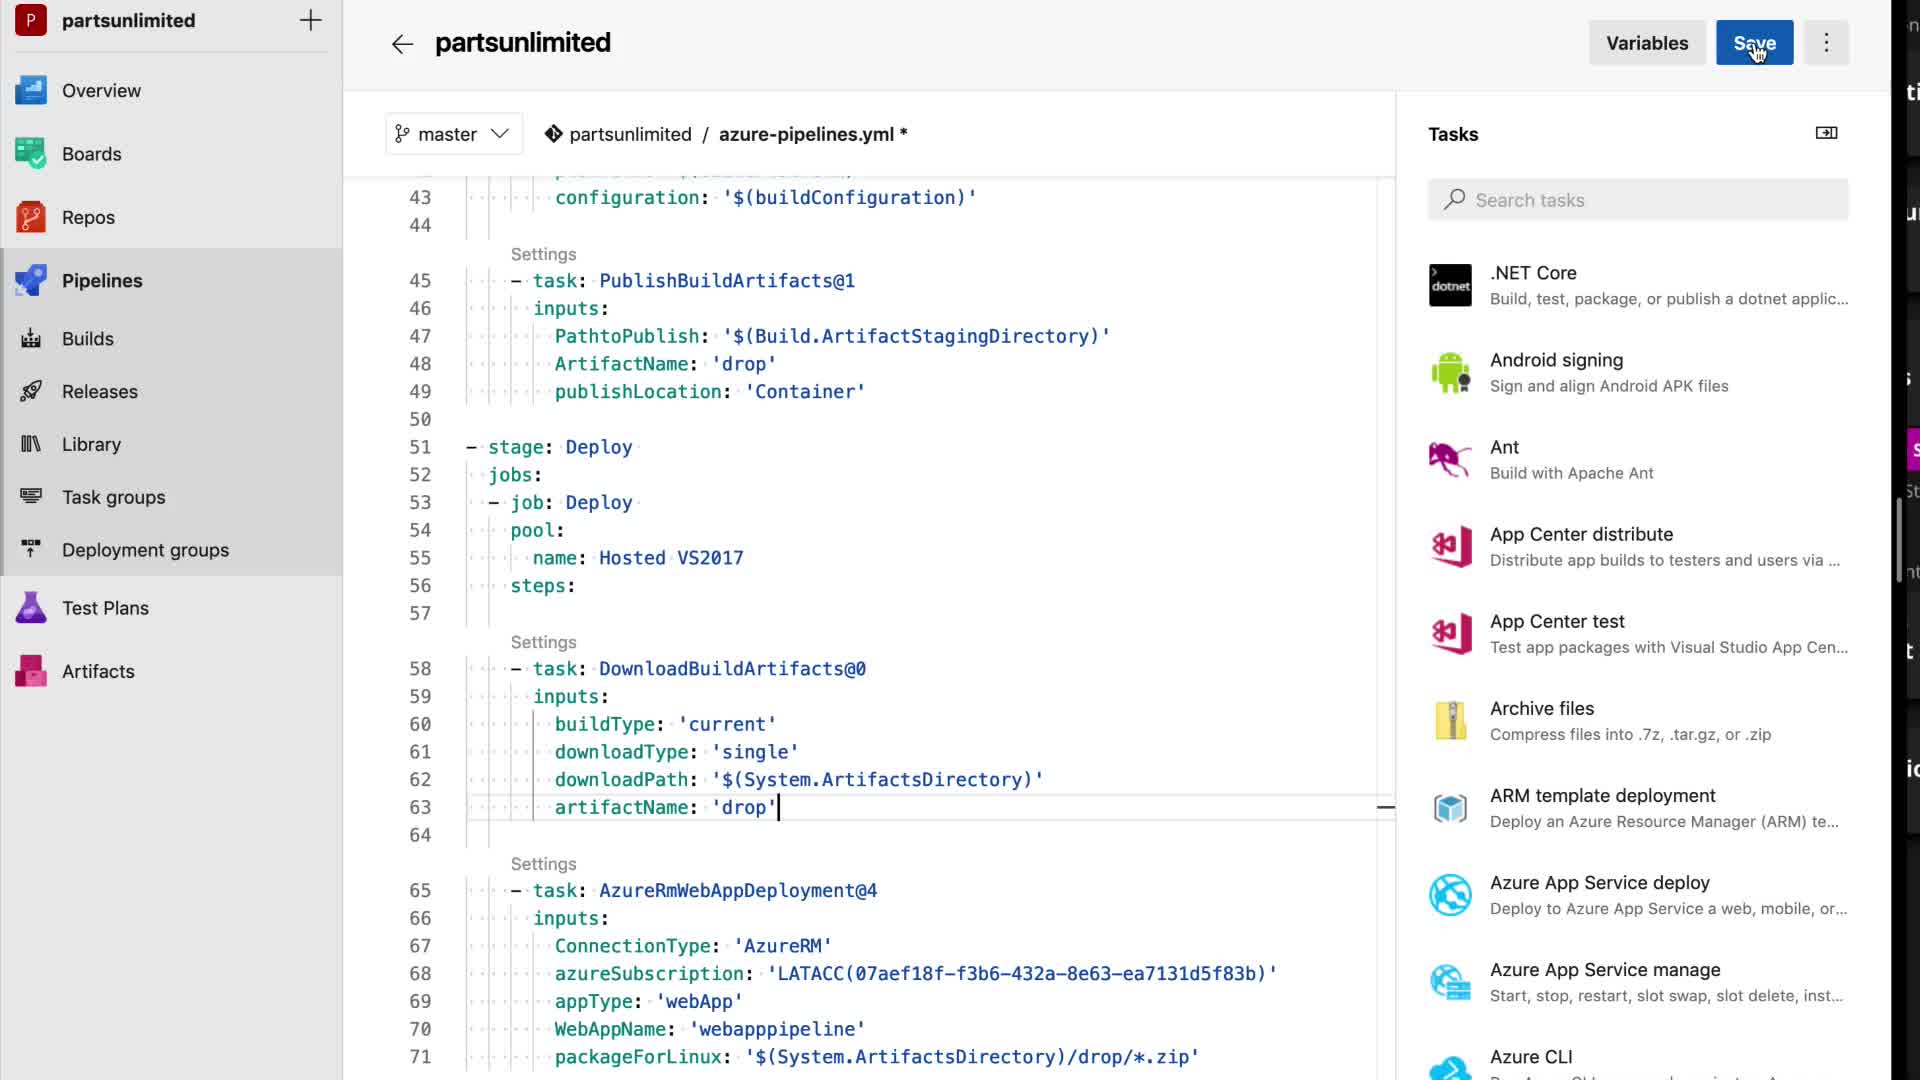 P partsunlimited
Overview
Boards
Repos
Pipelines
Builds
Releases
Library
Task groups
Deployment groups
Test Plans
Artifacts
partsunlimited
Variables
Save
master
partsunlimited / azure-pipelines.yml *
43 configuration: '$(buildConfiguration)'
44
Settings
45 - task: PublishBuildArtifacts@1
46 inputs:
47 PathtoPublish: '$(Build.ArtifactStagingDirectory)'
48 ArtifactName: 'drop'
49 publishLocation: 'Container'
50
51 - stage: Deploy
52 jobs:
53 - job: Deploy
54 pool:
55 name: Hosted VS2017
56 steps:
57
Settings
58 - task: DownloadBuildArtifacts@0
59 inputs:
60 buildType: 'current'
61 downloadType: 'single'
62 downloadPath: '$(System.ArtifactsDirectory)'
63 artifactName: 'drop'
64
Settings
65 - task: AzureRmWebAppDeployment@4
66 inputs:
67 ConnectionType: 'AzureRM'
68 azureSubscription: 'LATACC(07aef18f-f3b6-432a-8e63-ea7131d5f83b)'
69 appType: 'webApp'
70 WebAppName: 'webapppipeline'
71 packageForLinux: '$(System.ArtifactsDirectory)/drop/*.zip'
Tasks
Search tasks
dotnet
.NET Core
Build, test, package, or publish a dotnet applic...
Android signing
Sign and align Android APK files
Ant
Build with Apache Ant
App Center distribute
Distribute app builds to testers and users via ...
App Center test
Test app packages with Visual Studio App Cen...
Archive files
Compress files into .7z, .tar.gz, or .zip
ARM template deployment
Deploy an Azure Resource Manager (ARM) te...
Azure App Service deploy
Deploy to Azure App Service a web, mobile, or...
Azure App Service manage
Start, stop, restart, slot swap, slot delete, inst...
Azure CLI